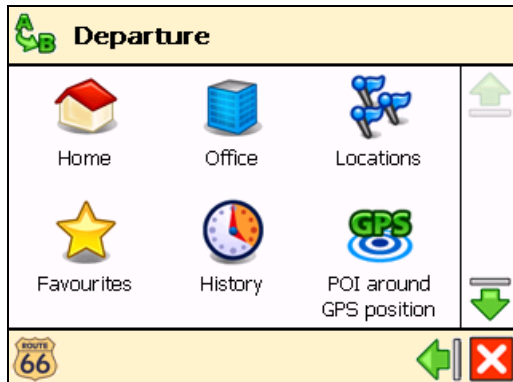 A
B
Departure
Home
Office
Locations
GPS
Favourites
History
POI around
GPS position
ROUTE
66